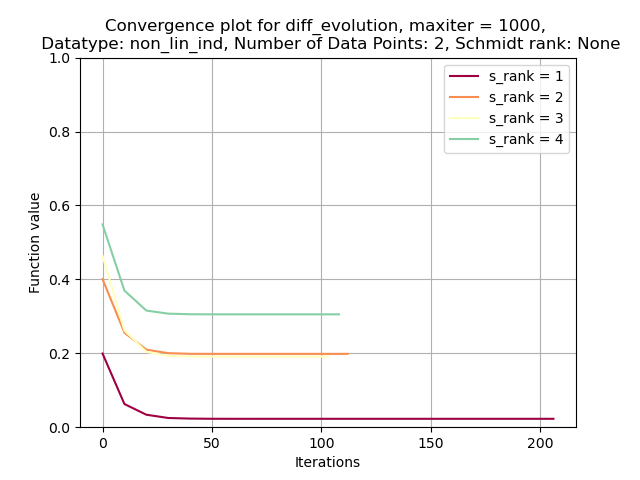 Convergence plot for diff_evolution, maxiter = 1000,
Datatype: non_lin_ind, Number of Data Points: 2, Schmidt rank: None
1.0
0.8
0.6
0.4
0.2
0.0
Function value
s_rank = 1
s_rank = 2
s_rank = 3
s_rank = 4
0 50 100 150 200
Iterations